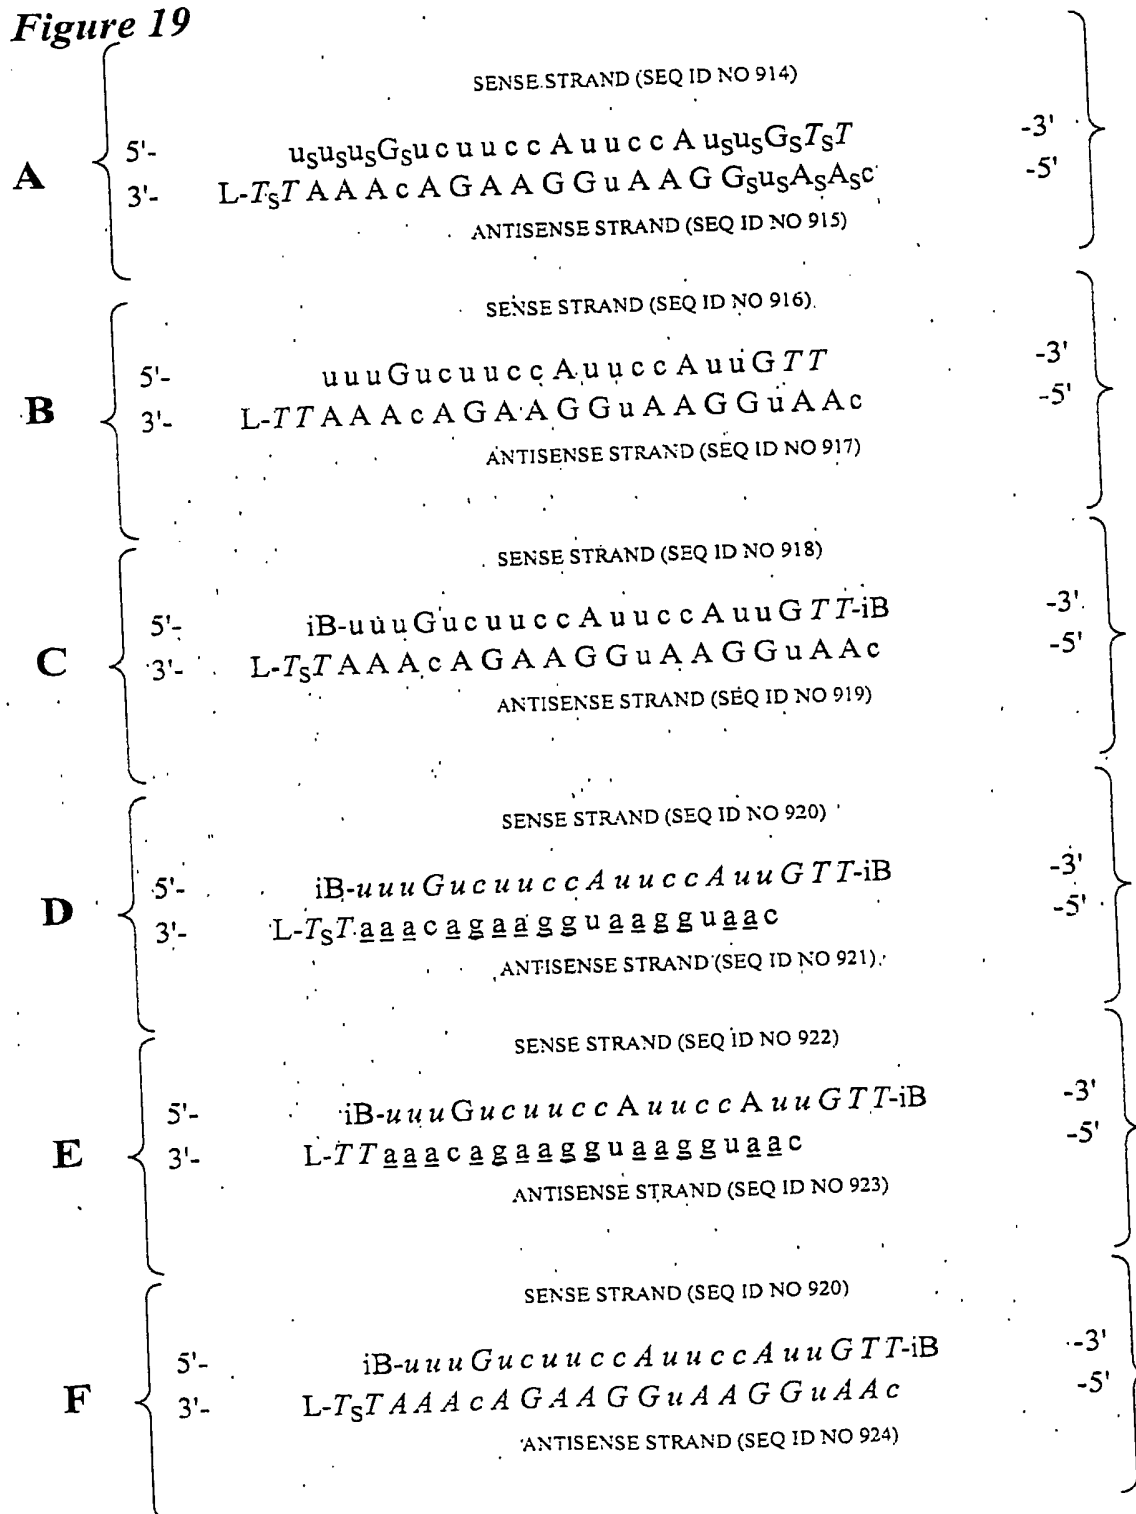 Figure 19
SENSE STRAND (SEQ ID NO 914)
A
5'- uSuSuSGSucuuccAuuccAuSuSGSTST -3'
3'- L-TSTAAAcAGAAGGuAAGGGSuSASASc -5'
ANTISENSE STRAND (SEQ ID NO 915)
SENSE STRAND (SEQ ID NO 916)
B
5'- uuuGucuuccAuuccAuuGTT -3'
3'- L-TTAAAcAGAAGGuAAGGuAAc -5'
ANTISENSE STRAND (SEQ ID NO 917)
SENSE STRAND (SEQ ID NO 918)
C
5'- iB-uuuGucuuccAuuccAuuGTT-iB -3'
3'- L-TSTAAAcAGAAGGuAAGGuAAc -5'
ANTISENSE STRAND (SEQ ID NO 919)
SENSE STRAND (SEQ ID NO 920)
D
5'- iB-uuuGucuuccAuuccAuuGTT-iB -3'
3'- L-TSTaaacagaagguaagguaac -5'
ANTISENSE STRAND (SEQ ID NO 921)
SENSE STRAND (SEQ ID NO 922)
E
5'- iB-uuuGucuuccAuuccAuuGTT-iB -3'
3'- L-TTaaacagaagguaagguaac -5'
ANTISENSE STRAND (SEQ ID NO 923)
SENSE STRAND (SEQ ID NO 920)
F
5'- iB-uuuGucuuccAuuccAuuGTT-iB -3'
3'- L-TSTAAAcAGAAGGuAAGGuAAc -5'
ANTISENSE STRAND (SEQ ID NO 924)